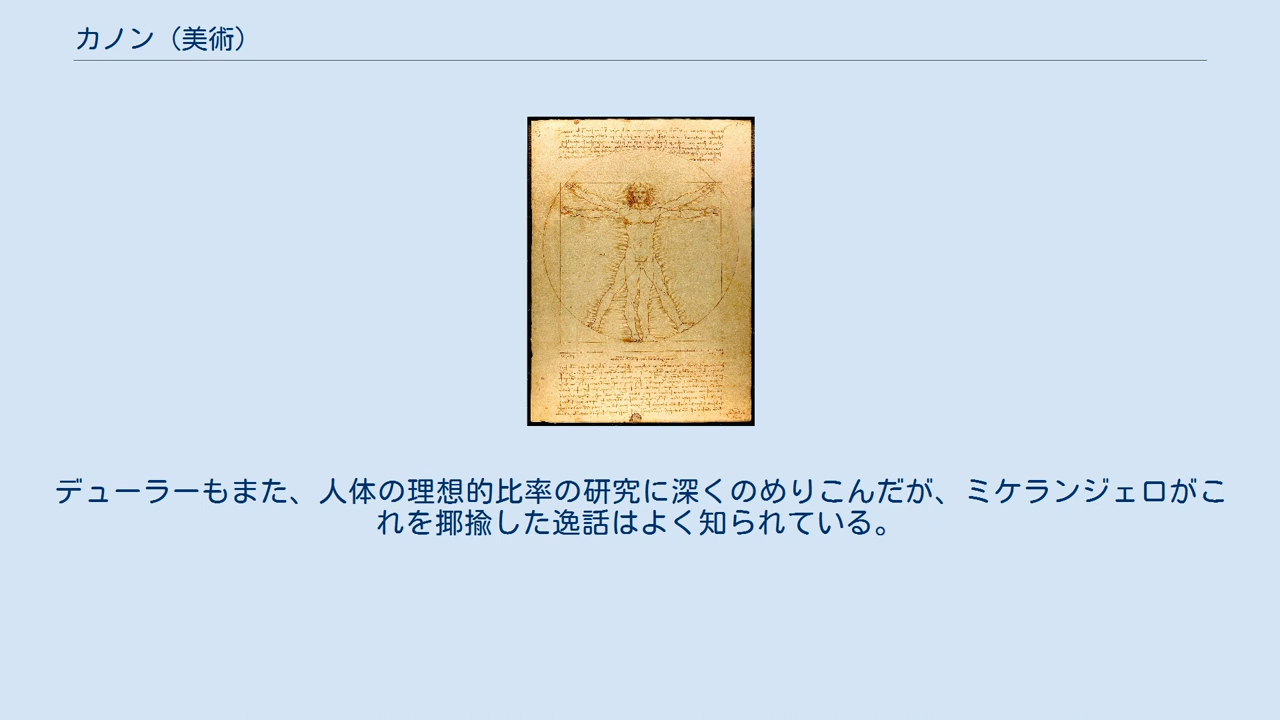 カノン（美術）
デューラーもまた、人体の理想的比率の研究に深くのめりこんだが、ミケランジェロがこ
れを揶揄した逸話はよく知られている。